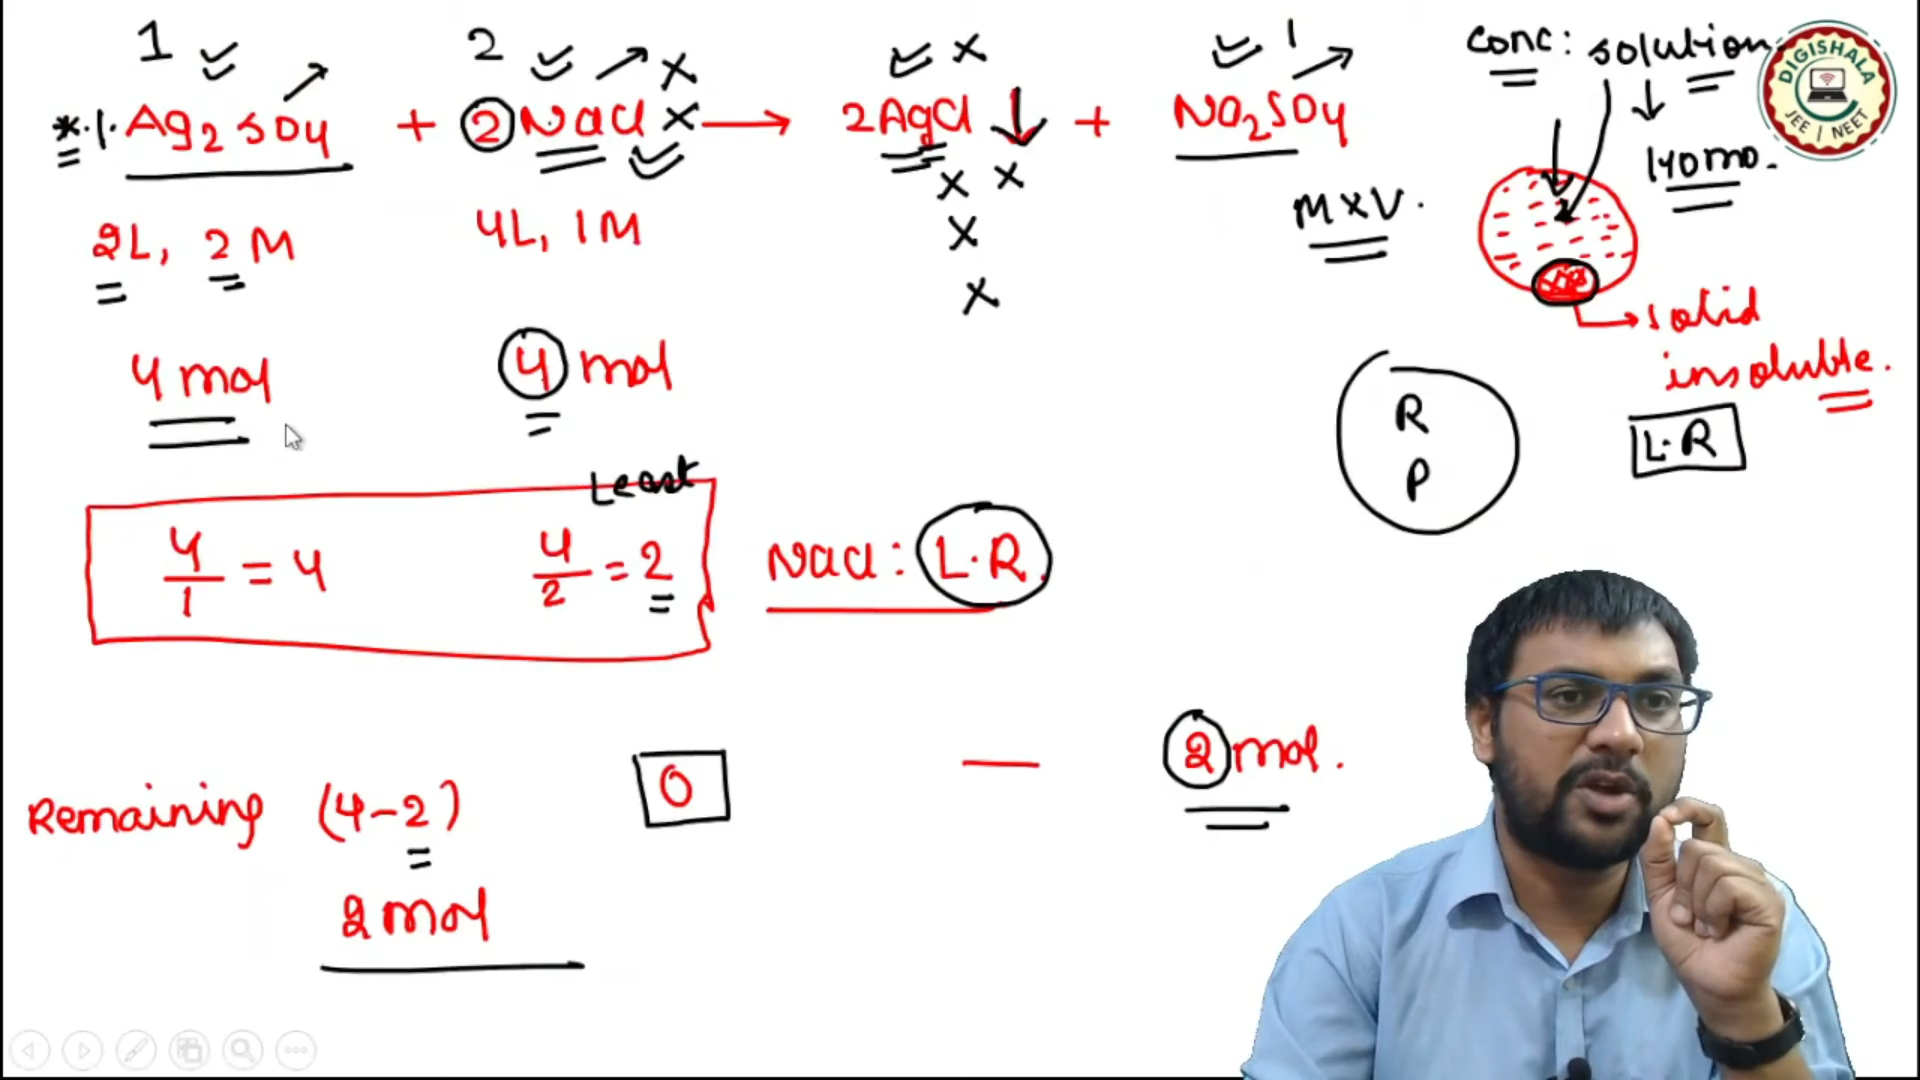 1 2 1 conc: solution
*.1. Ag2SO4 + 2 NaCl → 2AgCl ↓ + Na2SO4
DIGISHALA
JEE | NEET
homo.
2L, 2M 4L, 1M M×V.
solid
insoluble.
4 mol 4 mol
R
P
L.R
Least
4/1 = 4 4/2 = 2 NaCl : L.R.
Remaining (4-2) 0 — 2 mol.
2 mol